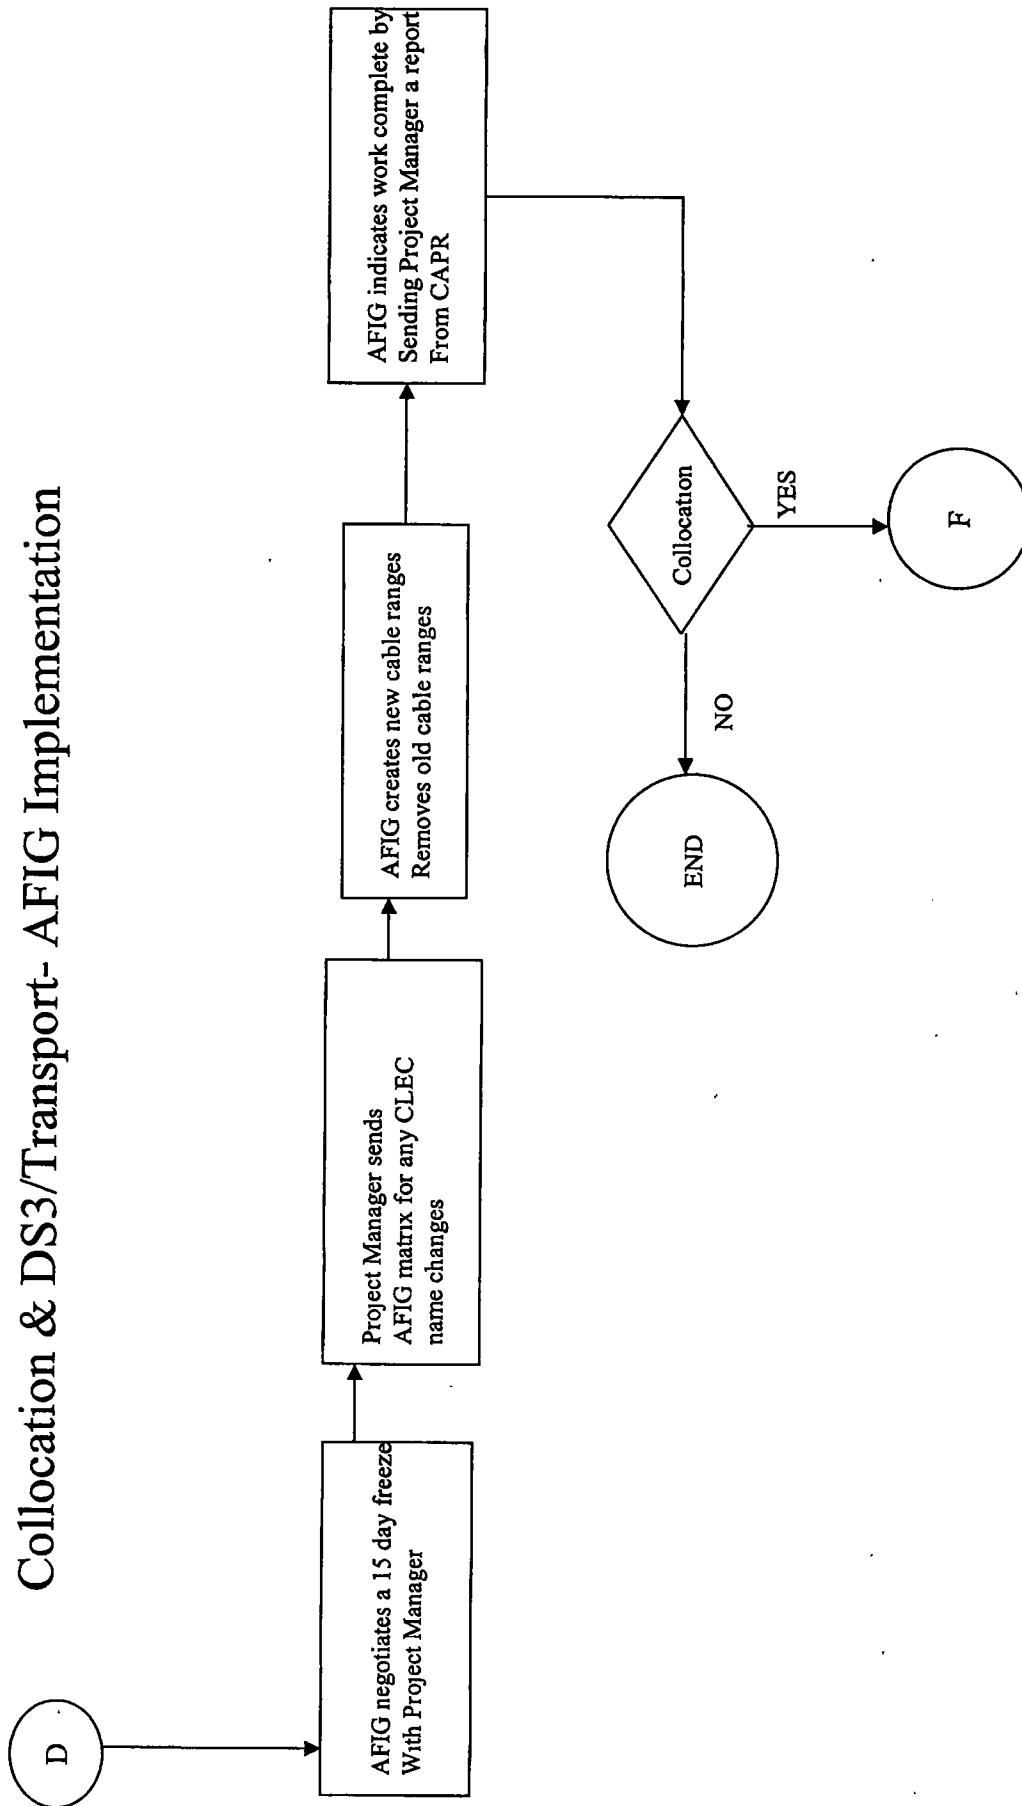 Collocation & DS3/Transport- AFIG Implementation
D
AFIG negotiates a 15 day freeze
With Project Manager
Project Manager sends
AFIG matrix for any CLEC
name changes
AFIG creates new cable ranges
Removes old cable ranges
AFIG indicates work complete by
Sending Project Manager a report
From CAPR
Collocation
NO
YES
END
F